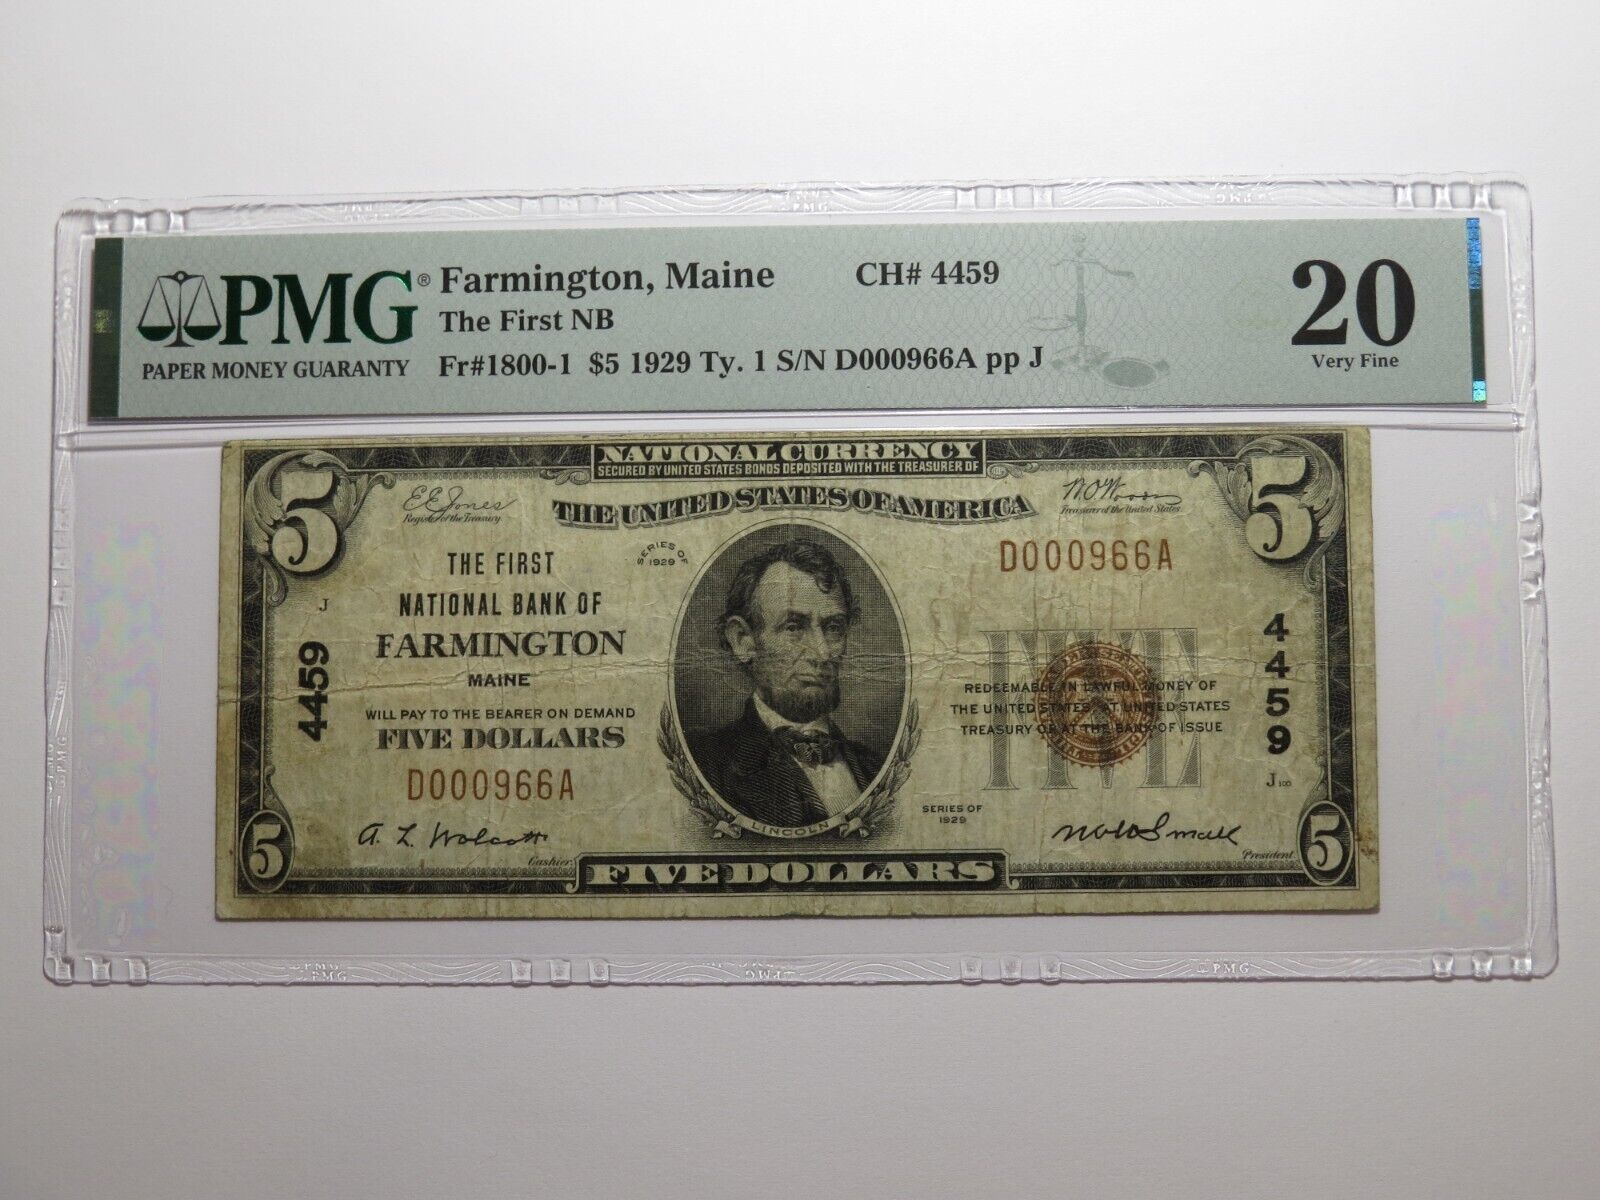 PMG® Farmington, Maine CH# 4459
The First NB
PAPER MONEY GUARANTY Fr#1800-1 $5 1929 Ty. 1 S/N D000966A pp J
20
Very Fine
NATIONAL CURRENCY
SECURED BY UNITED STATES BONDS DEPOSITED WITH THE TREASURER OF
THE UNITED STATES OF AMERICA
5
5
E E Jones
Register of the Treasury
W.O. Woods
Treasurer of the United States
SERIES OF
1929
THE FIRST
NATIONAL BANK OF
FARMINGTON
MAINE
WILL PAY TO THE BEARER ON DEMAND
FIVE DOLLARS
J
4459
D000966A
D000966A
4459
FIVE
REDEEMABLE IN LAWFUL MONEY OF
THE UNITED STATES AT UNITED STATES
TREASURY OR AT THE BANK OF ISSUE
J100
SERIES OF
1929
LINCOLN
A. L. Wolcott
Cashier
Small
President
5
FIVE DOLLARS
5
PMG